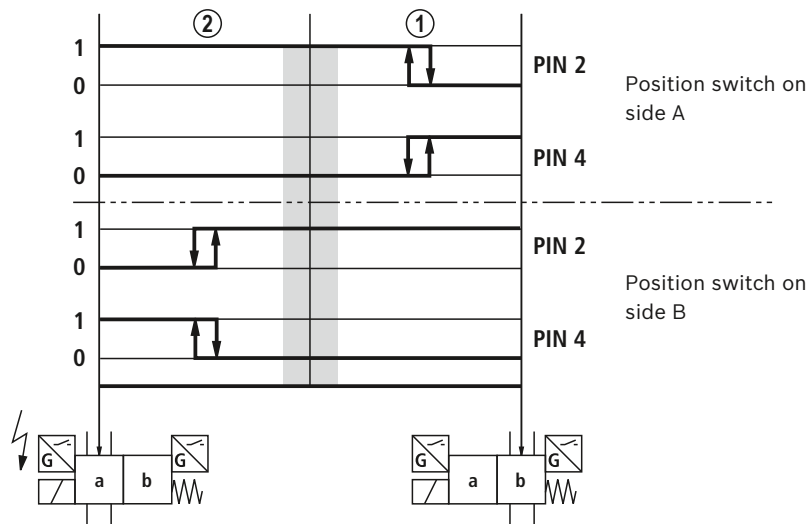 ② ①
1 PIN 2
0
Position switch on
side A
1
0 PIN 4
1 PIN 2
0
Position switch on
side B
1 PIN 4
0
G G G G
a b a b